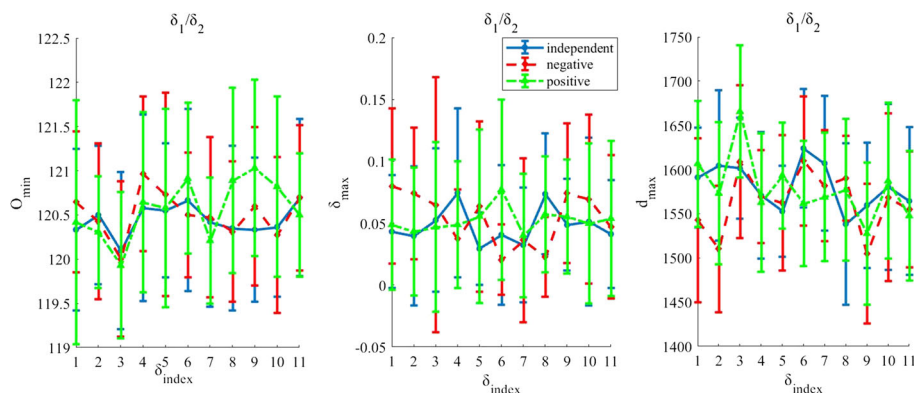 δ1/δ2
122.5
122
121.5
121
120.5
120
119.5
119
Omin
1 2 3 4 5 6 7 8 9 10 11
δindex
δ1/δ2
0.2
0.15
0.1
0.05
0
-0.05
δmax
1 2 3 4 5 6 7 8 9 10 11
δindex
independent
negative
positive
δ1/δ2
1750
1700
1650
1600
1550
1500
1450
1400
dmax
1 2 3 4 5 6 7 8 9 10 11
δindex